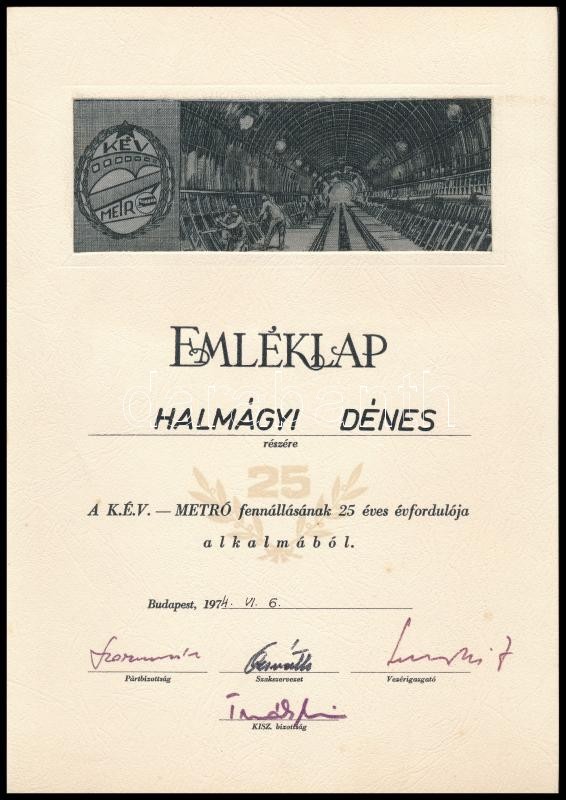 KÉV
METRO
EMLÉKLAP
HALMÁGYI DÉNES
részére
25
A K.É.V. — METRÓ fennállásának 25 éves évfordulója
alkalmából.
Budapest, 1974. VI. 6.
Pártbizottság
Szakszervezet
Vezérigazgató
KISZ. bizottság